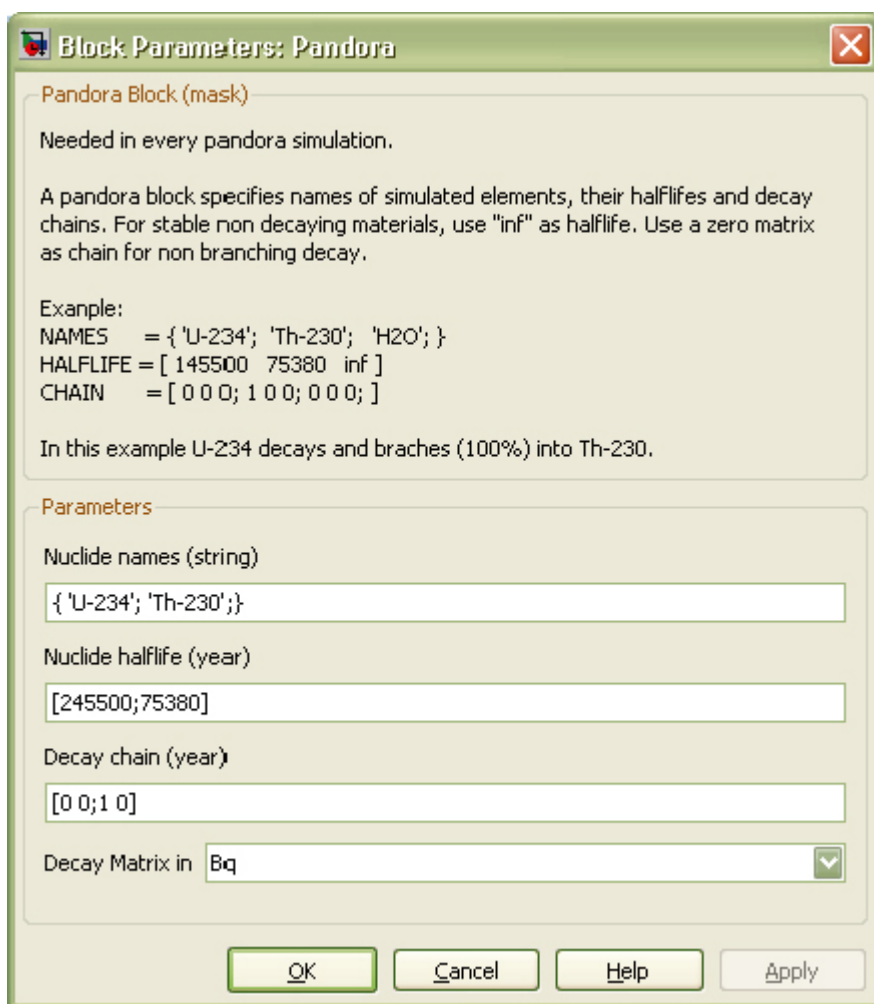 Block Parameters: Pandora
Pandora Block (mask)
Needed in every pandora simulation.
A pandora block specifies names of simulated elements, their halflifes and decay
chains. For stable non decaying materials, use "inf" as halflife. Use a zero matrix
as chain for non branching decay.
Exanple:
NAMES = { 'U-234'; 'Th-230'; 'H2O'; }
HALFLIFE = [ 145500 75380 inf ]
CHAIN = [ 0 0 0; 1 0 0; 0 0 0; ]
In this example U-234 decays and braches (100%) into Th-230.
Parameters
Nuclide names (string)
{ 'U-234'; 'Th-230';}
Nuclide halflife (year)
[245500;75380]
Decay chain (year)
[0 0;1 0]
Decay Matrix in Bq
OK Cancel Help Apply